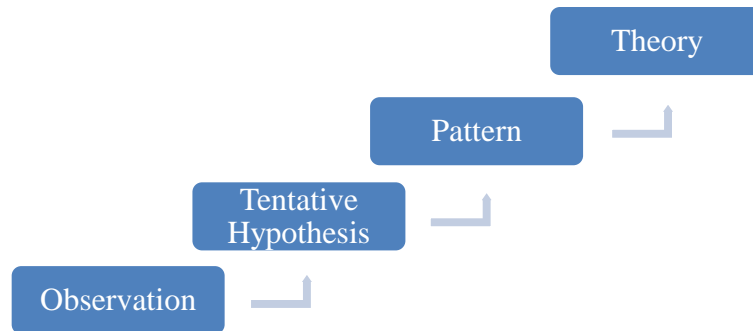 Theory
Pattern
Tentative
Hypothesis
Observation